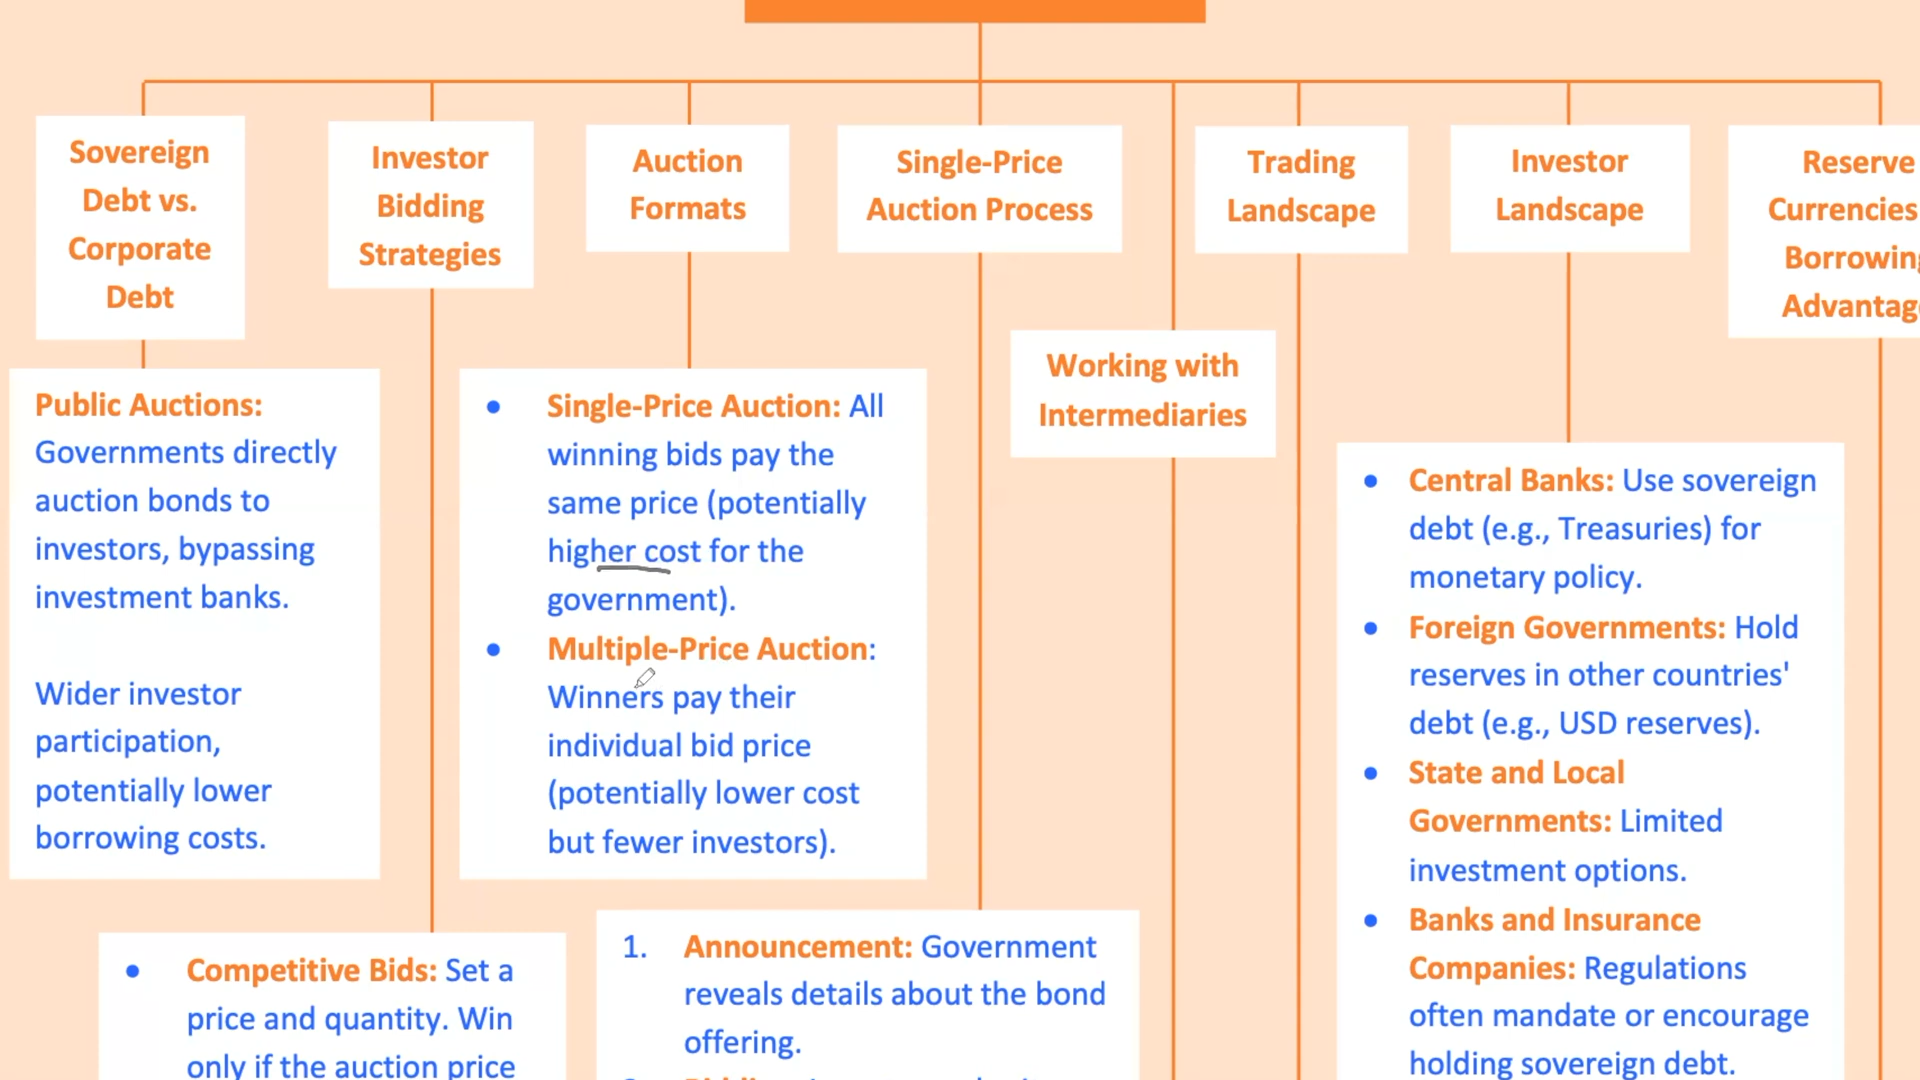 Sovereign
Debt vs.
Corporate
Debt
Investor
Bidding
Strategies
Auction
Formats
Single-Price
Auction Process
Working with
Intermediaries
Trading
Landscape
Investor
Landscape
Reserve
Currencies
Borrowing
Public Auctions:
Governments directly
auction bonds to
investors, bypassing
investment banks.
Wider investor
participation,
potentially lower
borrowing costs.
• Single-Price Auction: All
winning bids pay the
same price (potentially
higher cost for the
government).
• Multiple-Price Auction:
Winners pay their
individual bid price
(potentially lower cost
but fewer investors).
• Central Banks: Use sovereign
debt (e.g., Treasuries) for
monetary policy.
• Foreign Governments: Hold
reserves in other countries'
debt (e.g., USD reserves).
• State and Local
Governments: Limited
investment options.
• Banks and Insurance
Companies: Regulations
often mandate or encourage
holding sovereign debt.
• Competitive Bids: Set a
price and quantity. Win
only if the auction price
1. Announcement: Government
reveals details about the bond
offering.